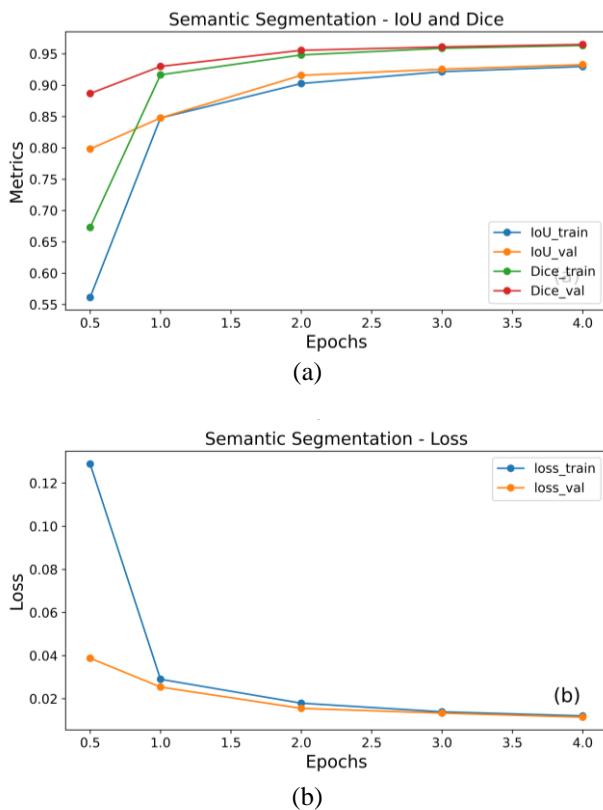 Semantic Segmentation - IoU and Dice
Metrics
0.95
0.90
0.85
0.80
0.75
0.70
0.65
0.60
0.55
IoU_train
IoU_val
Dice_train
Dice_val
(a)
0.5 1.0 1.5 2.0 2.5 3.0 3.5 4.0
Epochs
(a)
Semantic Segmentation - Loss
Loss
0.12
0.10
0.08
0.06
0.04
0.02
loss_train
loss_val
(b)
0.5 1.0 1.5 2.0 2.5 3.0 3.5 4.0
Epochs
(b)